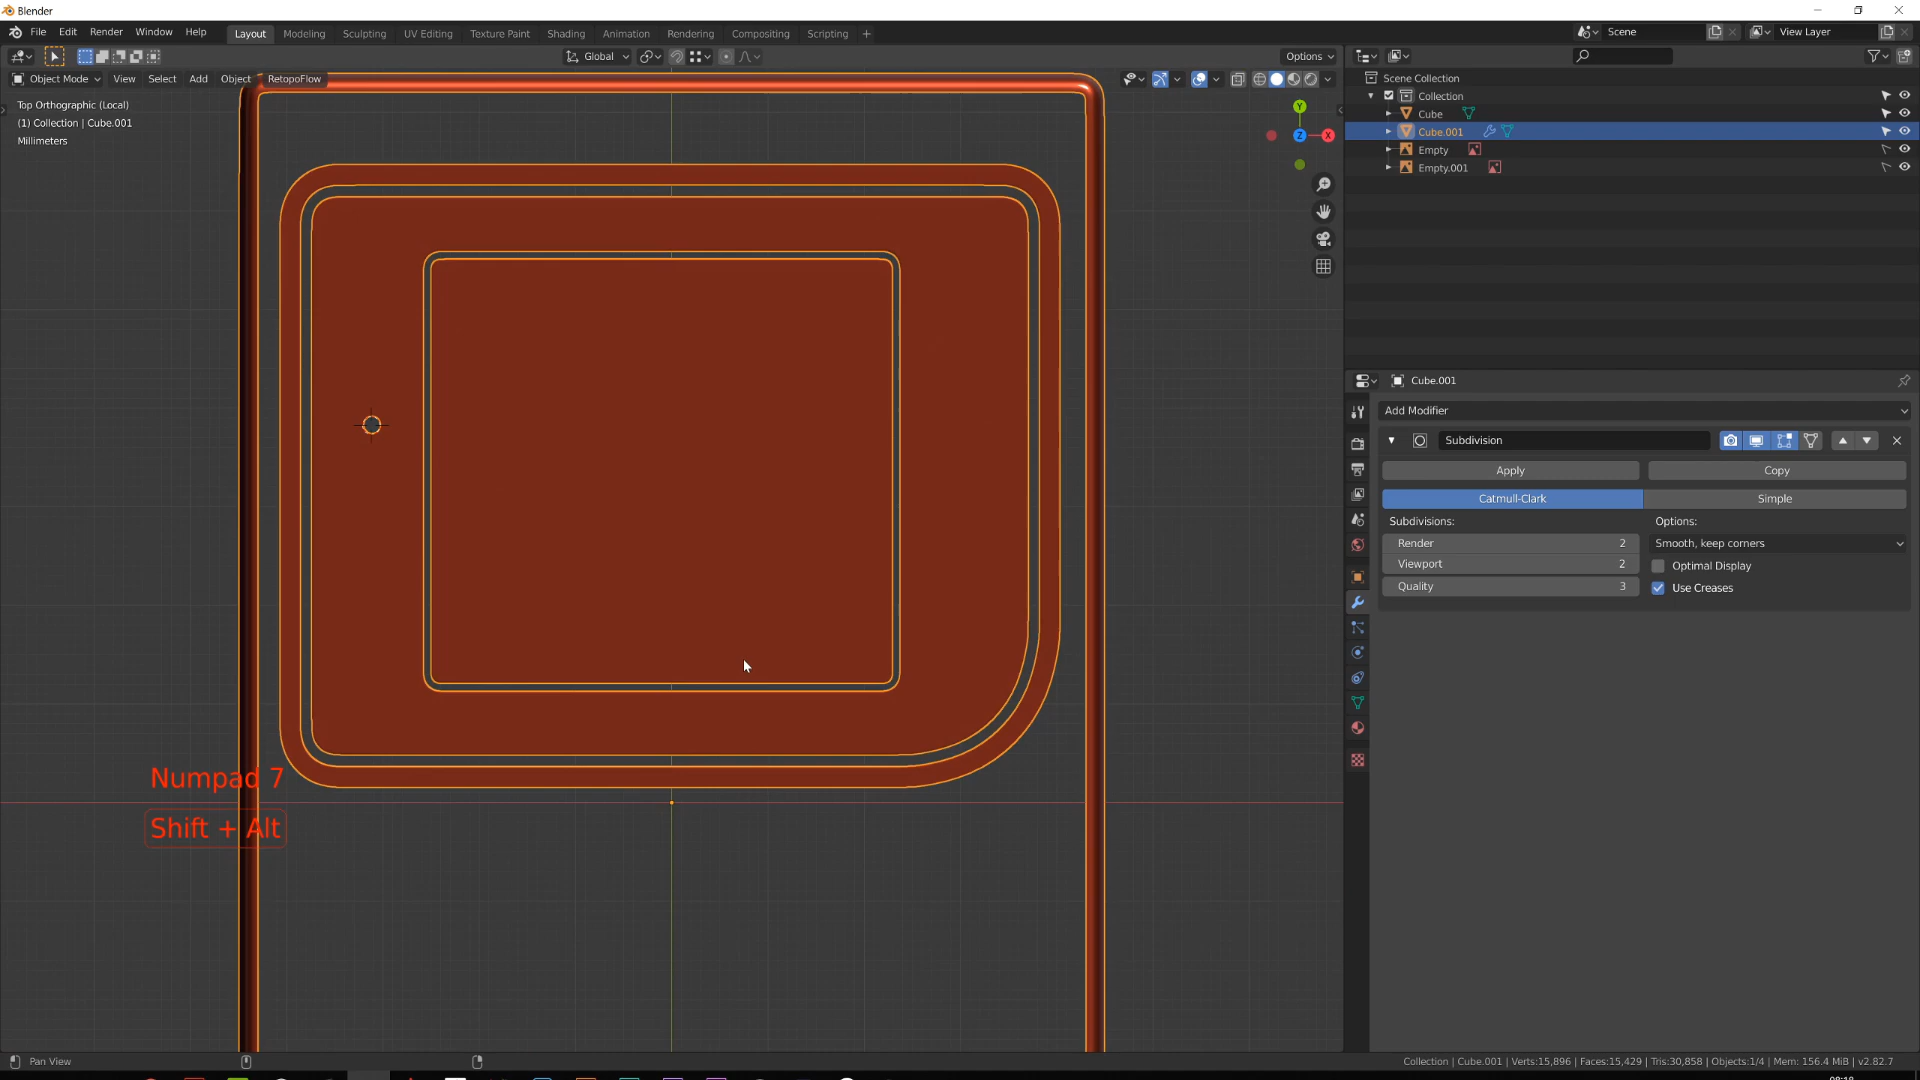 Blender
File Edit Render Window Help
Layout Modeling Sculpting UV Editing Texture Paint Shading Animation Rendering Compositing Scripting +
Scene
View Layer
Global
Options
Object Mode View Select Add Object RetopoFlow
Top Orthographic (Local)
(1) Collection | Cube.001
Millimeters
Y
Z
X
Numpad 7
Shift + Alt
Scene Collection
Collection
Cube
Cube.001
Empty
Empty.001
Cube.001
Add Modifier
Subdivision
Apply Copy
Catmull-Clark Simple
Subdivisions: Options:
Render 2 Smooth, keep corners
Viewport 2 Optimal Display
Quality 3 Use Creases
Pan View
Collection | Cube.001 | Verts:15,896 | Faces:15,429 | Tris:30,858 | Objects:1/4 | Mem: 156.4 MiB | v2.82.7